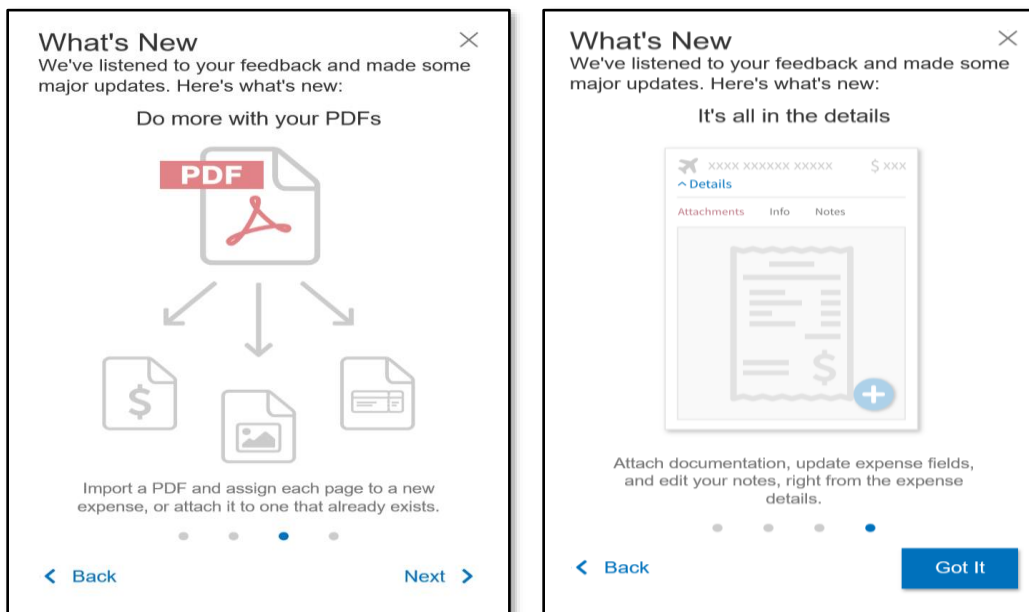 What's New
We've listened to your feedback and made some
major updates. Here's what's new:
Do more with your PDFs
PDF
$
Import a PDF and assign each page to a new
expense, or attach it to one that already exists.
Back
Next
What's New
We've listened to your feedback and made some
major updates. Here's what's new:
It's all in the details
xxxx xxxxxx xxxxx $ xxx
Details
Attachments Info Notes
$
Attach documentation, update expense fields,
and edit your notes, right from the expense
details.
Back
Got It